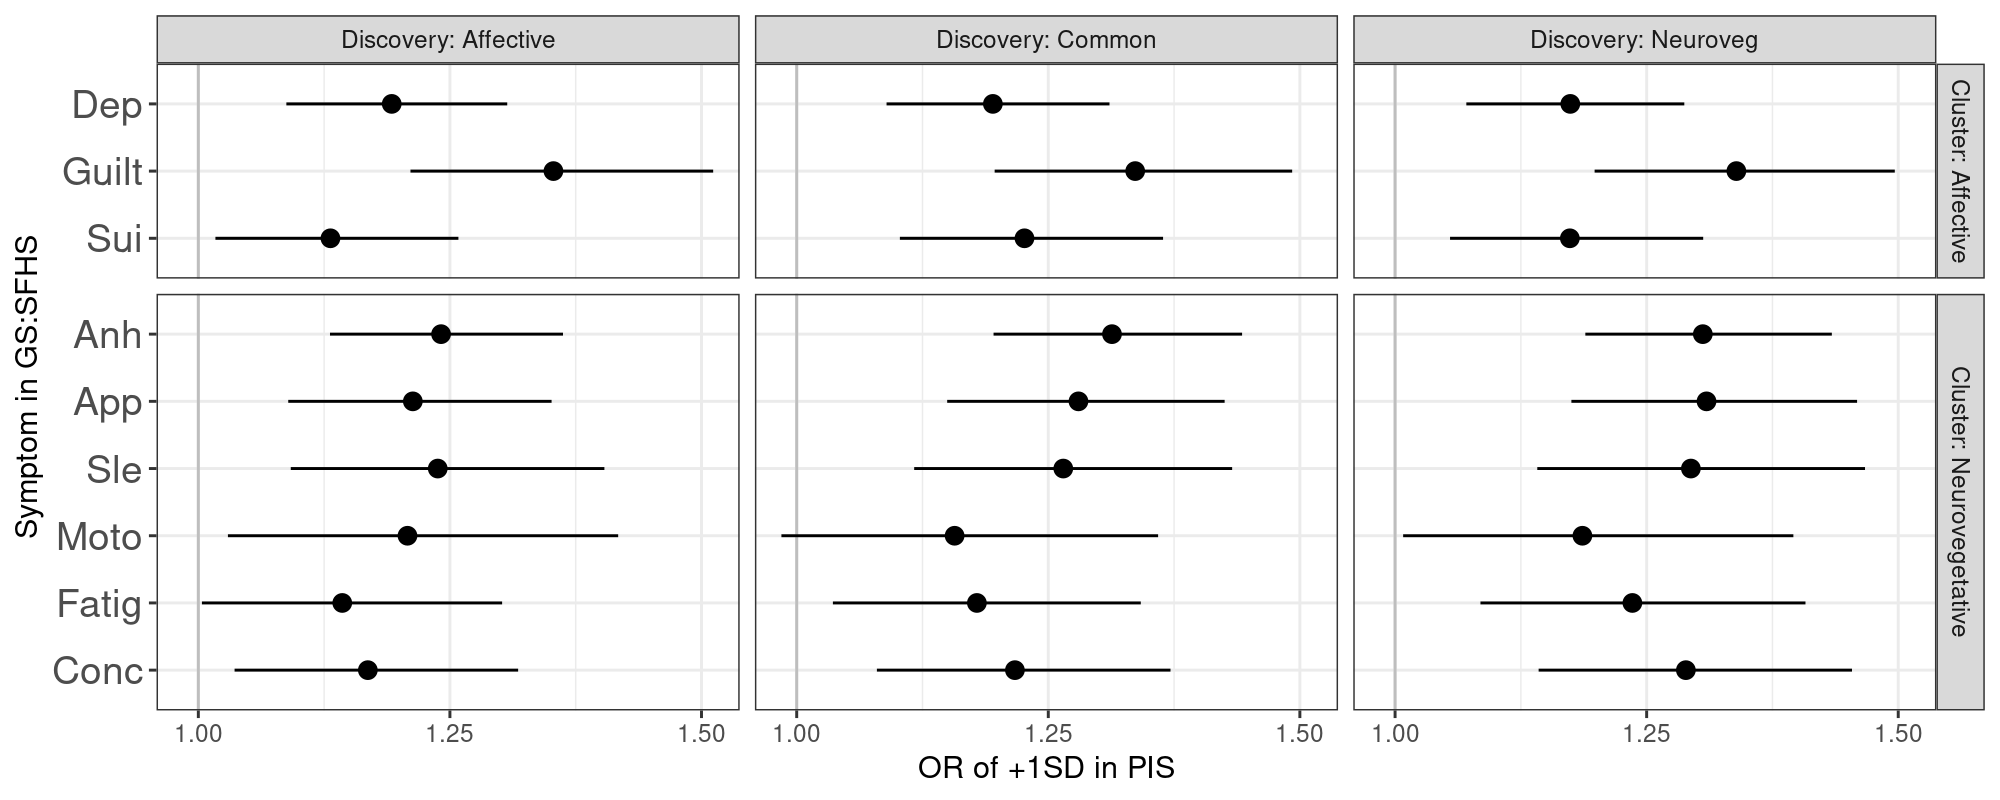 Discovery: Affective
Discovery: Common
Discovery: Neuroveg
Symptom in GS:SFHS
Dep
Guilt
Sui
Cluster: Affective
Anh
App
Sle
Moto
Fatig
Conc
Cluster: Neurovegetative
1.00 1.25 1.50
1.00 1.25 1.50
1.00 1.25 1.50
OR of +1SD in PIS